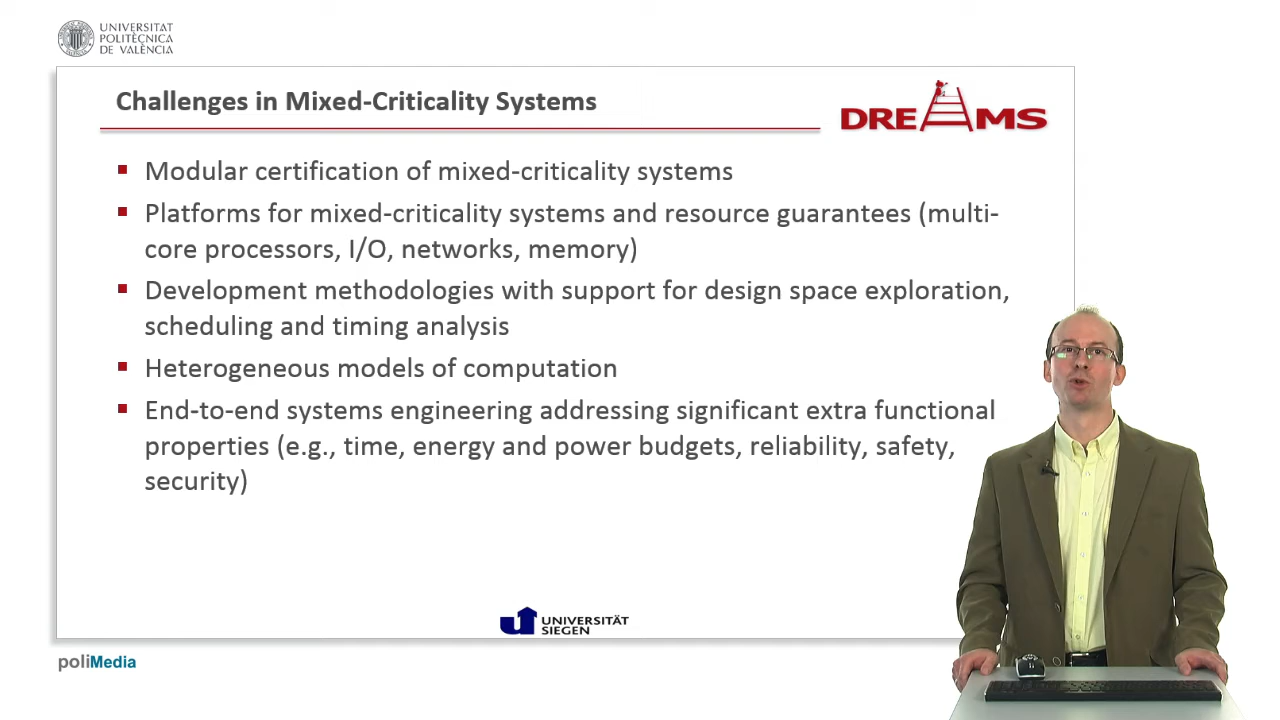 UNIVERSITAT
POLITÈCNICA
DE VALÈNCIA
Challenges in Mixed-Criticality Systems
DREAMS
Modular certification of mixed-criticality systems
Platforms for mixed-criticality systems and resource guarantees (multi-
core processors, I/O, networks, memory)
Development methodologies with support for design space exploration,
scheduling and timing analysis
Heterogeneous models of computation
End-to-end systems engineering addressing significant extra functional
properties (e.g., time, energy and power budgets, reliability, safety,
security)
UNIVERSITÄT
SIEGEN
poliMedia